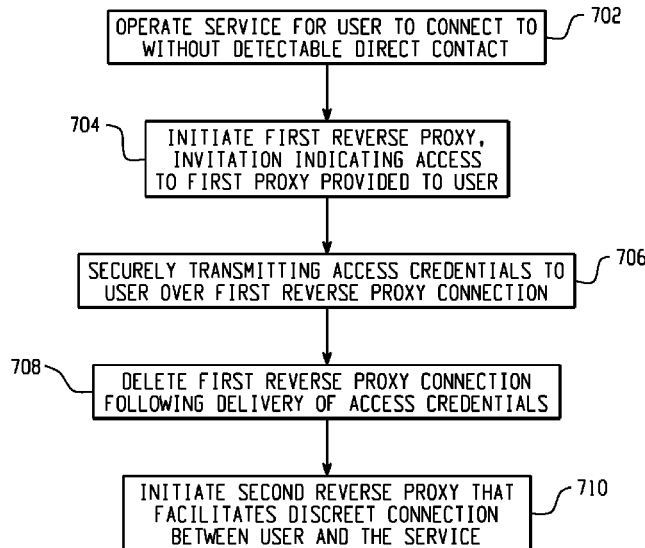 OPERATE SERVICE FOR USER TO CONNECT TO
WITHOUT DETECTABLE DIRECT CONTACT
702
704
INITIATE FIRST REVERSE PROXY,
INVITATION INDICATING ACCESS
TO FIRST PROXY PROVIDED TO USER
SECURELY TRANSMITTING ACCESS CREDENTIALS TO
USER OVER FIRST REVERSE PROXY CONNECTION
706
708
DELETE FIRST REVERSE PROXY CONNECTION
FOLLOWING DELIVERY OF ACCESS CREDENTIALS
INITIATE SECOND REVERSE PROXY THAT
FACILITATES DISCREET CONNECTION
BETWEEN USER AND THE SERVICE
710